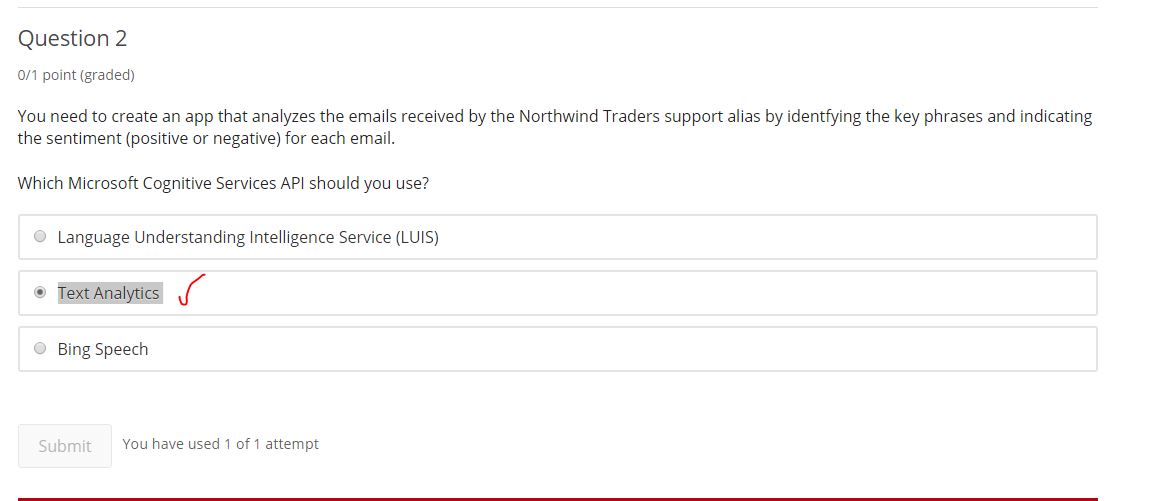 Question 2
0/1 point (graded)
You need to create an app that analyzes the emails received by the Northwind Traders support alias by identfying the key phrases and indicating
the sentiment (positive or negative) for each email.
Which Microsoft Cognitive Services API should you use?
Language Understanding Intelligence Service (LUIS)
Text Analytics
Bing Speech
Submit You have used 1 of 1 attempt